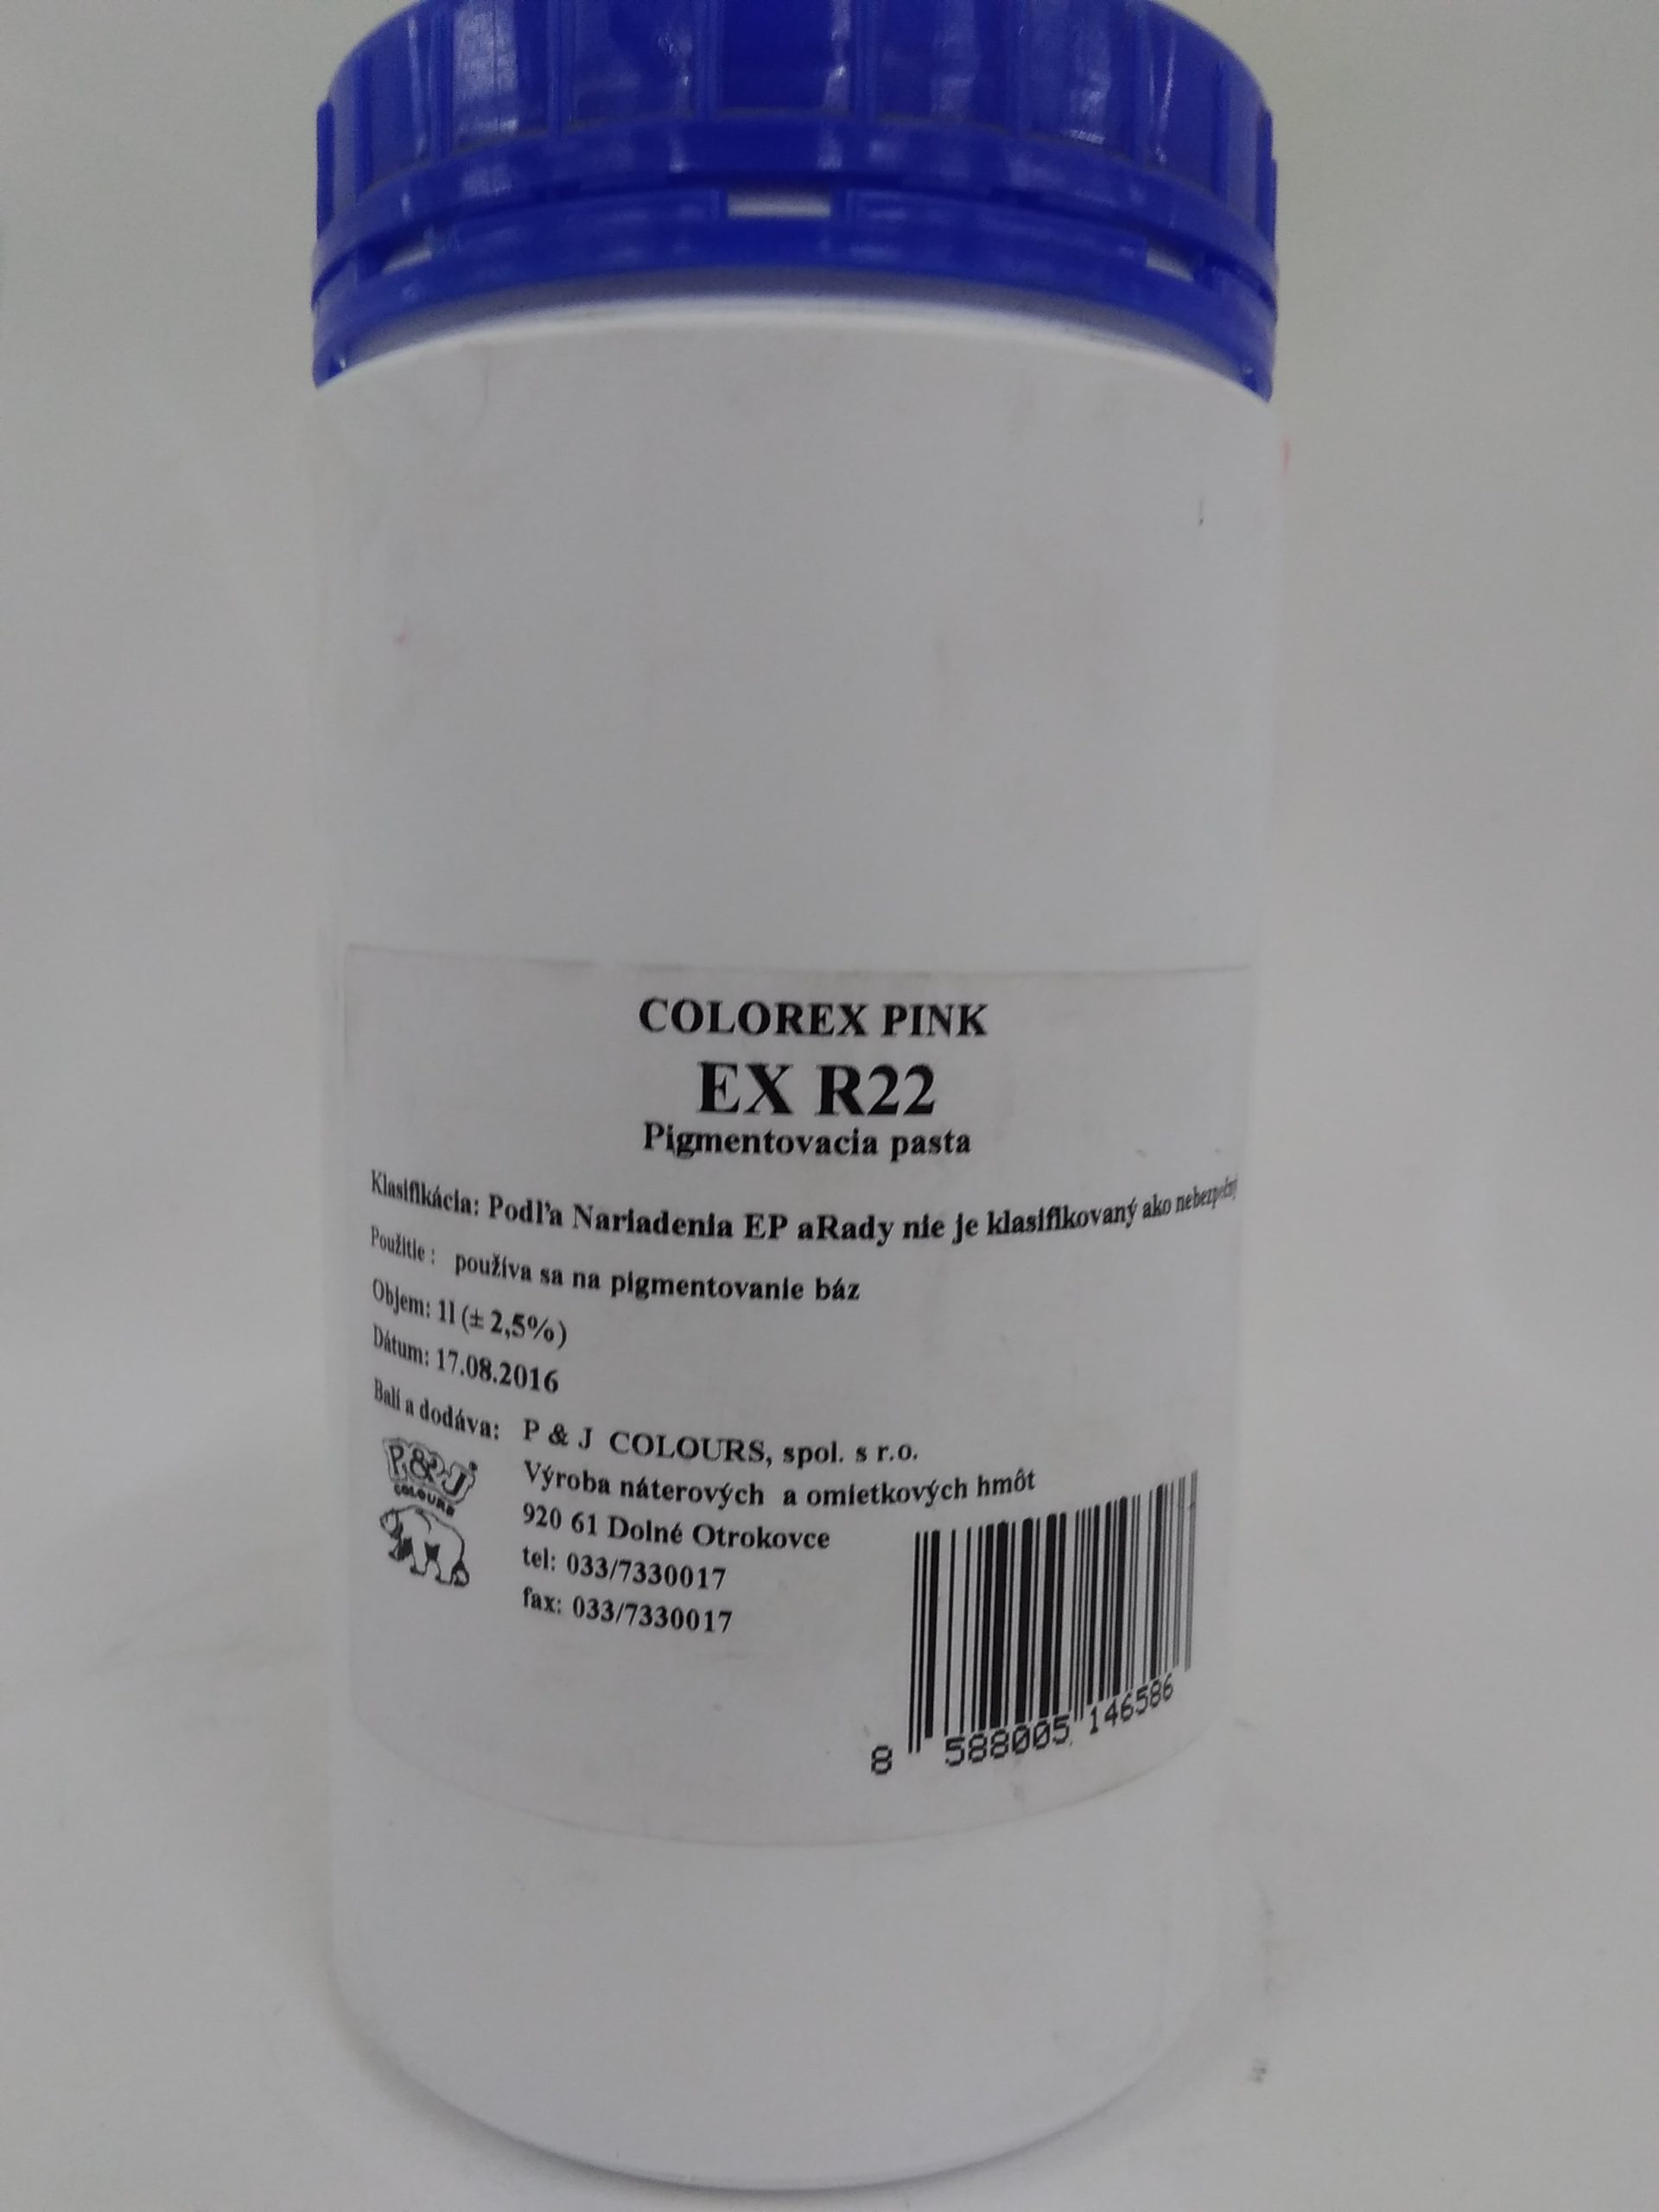 COLOREX PINK
EX R22
Pigmentovacia pasta
Klasifikácia: Podľa Nariadenia EP aRady nie je klasifikovaný ako nebezpečný
Použitie : používa sa na pigmentovanie báz
Objem: 1l (± 2,5%)
Dátum: 17.08.2016
Balí a dodáva: P & J COLOURS, spol. s r.o.
P&J
COLOURS
Výroba náterových a omietkových hmôt
920 61 Dolné Otrokovce
tel: 033/7330017
fax: 033/7330017
8 588005 146586